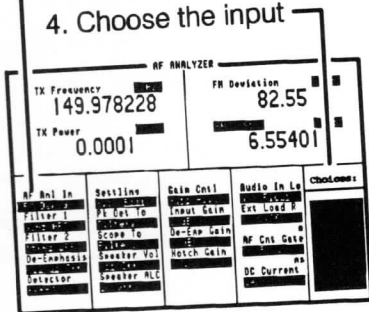 4. Choose the input
AF ANALYZER
TX Frequency
149.978228
FM Deviation
82.55
TX Power
0.0001
6.55401
AF Anl In
Filter 1
Filter 2
De-Emphasis
Detector
Settling
Pk Det To
Scope To
Speaker Vol
Speaker ALC
Gain Cntl
Input Gain
De-Emp Gain
Notch Gain
Audio In Lo
Ext Load R
AF Cnt Gate
ms
DC Current
Choices: